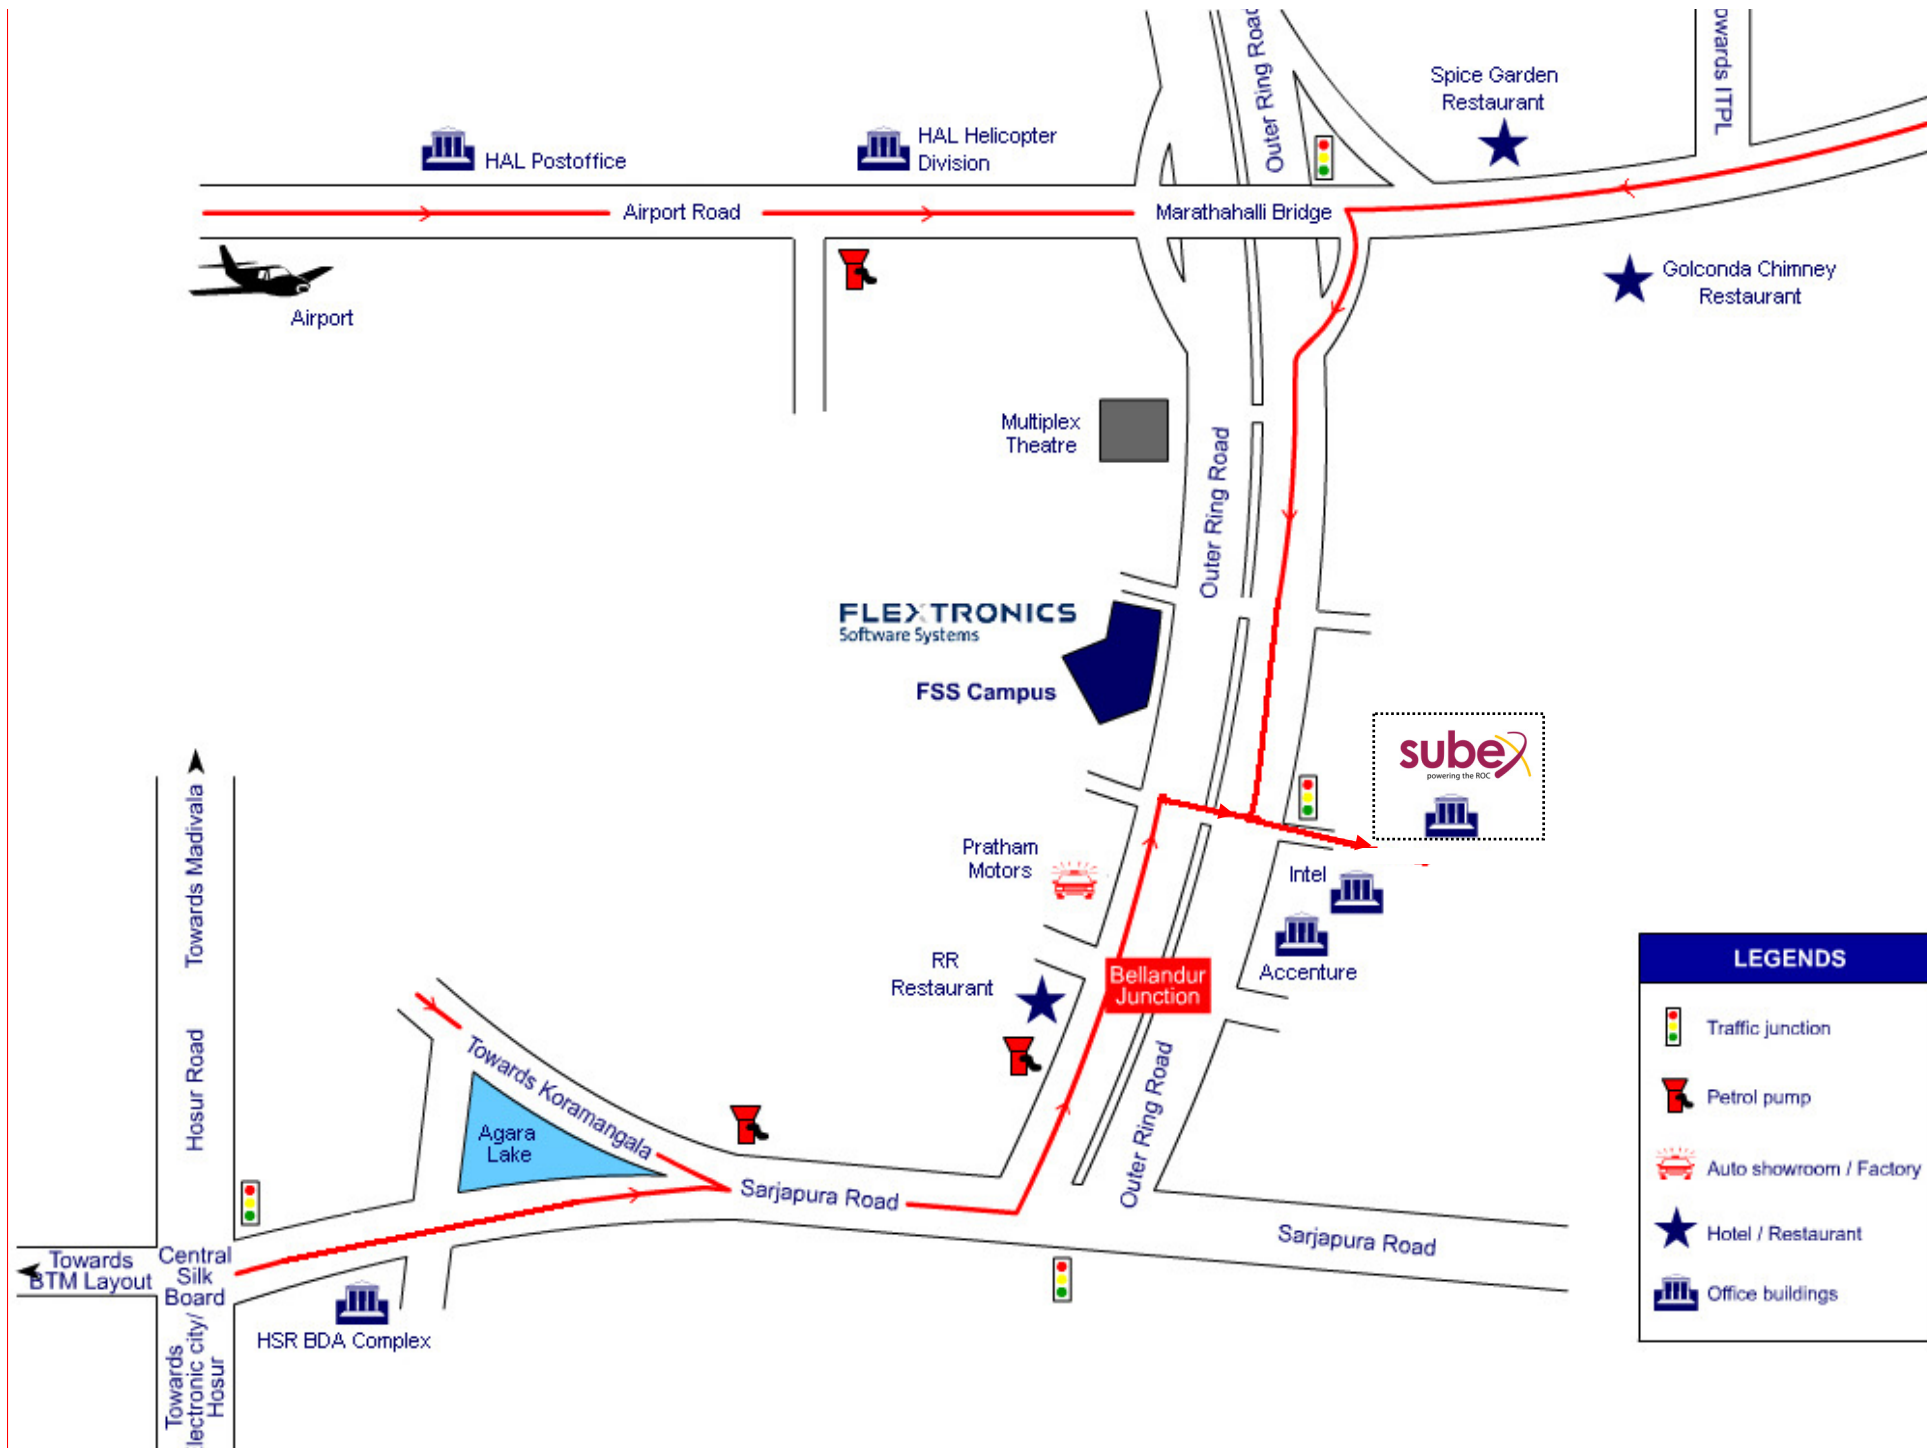 Outer Ring Road
Spice Garden
Restaurant
owards ITPL
HAL Postoffice
HAL Helicopter
Division
Airport Road
Marathahalli Bridge
Golconda Chimney
Restaurant
Airport
Multiplex
Theatre
Outer Ring Road
FLEXTRONICS
Software Systems
FSS Campus
subex
powering the ROC
Towards Madivala
Hosur Road
Pratham
Motors
Intel
Accenture
RR
Restaurant
Bellandur
Junction
LEGENDS
Traffic junction
Petrol pump
Auto showroom / Factory
Hotel / Restaurant
Office buildings
Towards Koramangala
Agara
Lake
Outer Ring Road
Sarjapura Road
Sarjapura Road
Towards
BTM Layout
Central
Silk
Board
HSR BDA Complex
Towards
lectronic city/
Hosur